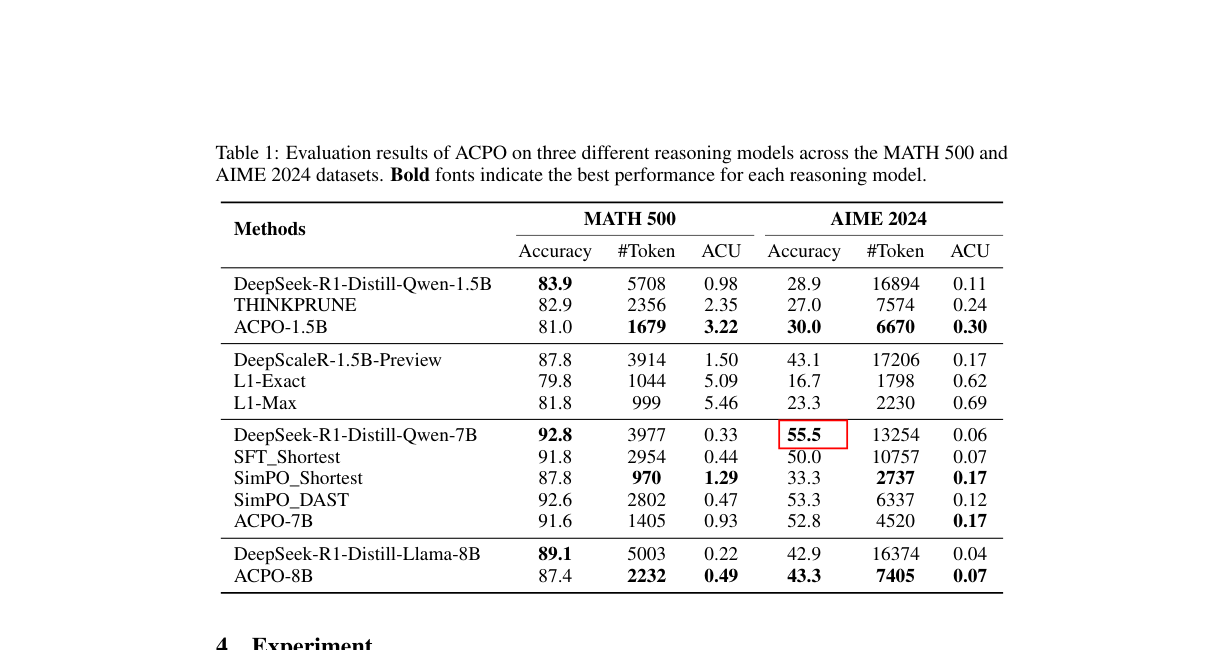 Table 1: Evaluation results of ACPO on three different reasoning models across the MATH 500 and
AIME 2024 datasets. Bold fonts indicate the best performance for each reasoning model.
Methods MATH 500 AIME 2024
Accuracy #Token ACU Accuracy #Token ACU
DeepSeek-R1-Distill-Qwen-1.5B 83.9 5708 0.98 28.9 16894 0.11
THINKPRUNE 82.9 2356 2.35 27.0 7574 0.24
ACPO-1.5B 81.0 1679 3.22 30.0 6670 0.30
DeepScaleR-1.5B-Preview 87.8 3914 1.50 43.1 17206 0.17
L1-Exact 79.8 1044 5.09 16.7 1798 0.62
L1-Max 81.8 999 5.46 23.3 2230 0.69
DeepSeek-R1-Distill-Qwen-7B 92.8 3977 0.33 55.5 13254 0.06
SFT_Shortest 91.8 2954 0.44 50.0 10757 0.07
SimPO_Shortest 87.8 970 1.29 33.3 2737 0.17
SimPO_DAST 92.6 2802 0.47 53.3 6337 0.12
ACPO-7B 91.6 1405 0.93 52.8 4520 0.17
DeepSeek-R1-Distill-Llama-8B 89.1 5003 0.22 42.9 16374 0.04
ACPO-8B 87.4 2232 0.49 43.3 7405 0.07
4 Experiment